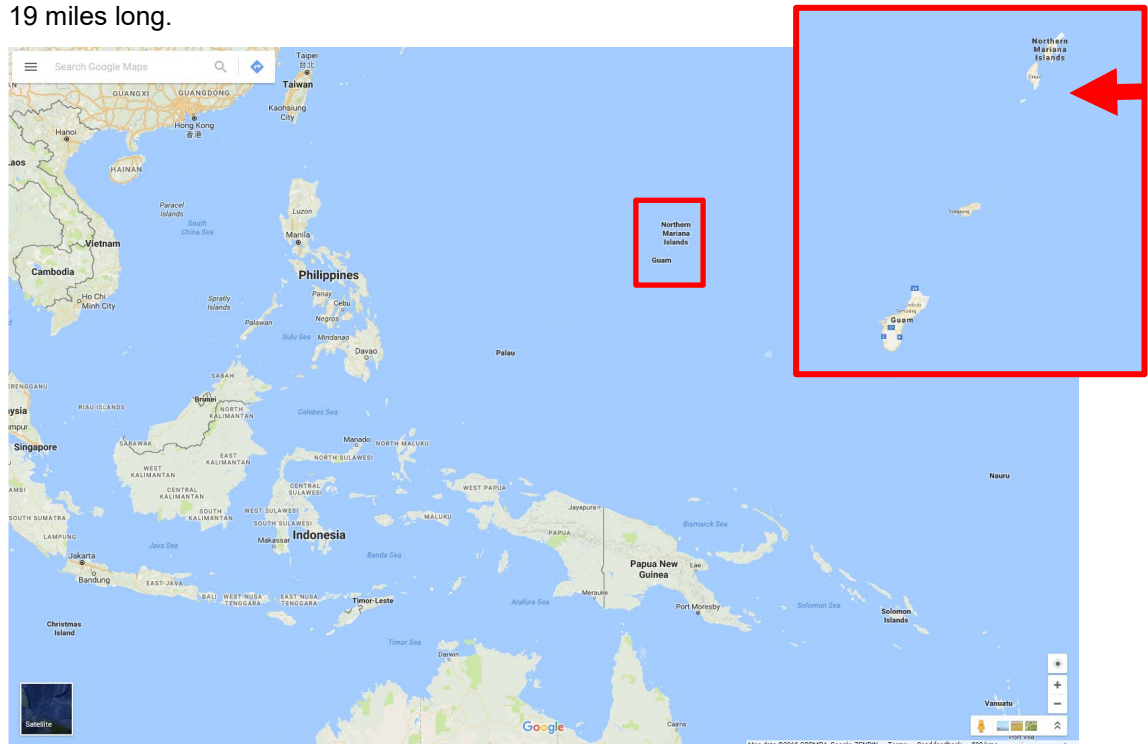 19 miles long.
Search Google Maps
Taipei
台北
Taiwan
GUANGXI
GUANGDONG
Kaohsiung
City
Hong Kong
香港
Hanoi
Laos
HAINAN
Paracel
Islands
South
China Sea
Luzon
Manila
Vietnam
Cambodia
Ho Chi
Minh City
Philippines
Panay
Cebu
Negros
Spratly
Islands
Palawan
Sulu Sea
Mindanao
Davao
Northern
Mariana
Islands
Guam
Northern
Mariana
Islands
Guam
Palau
SABAH
Brunei
NORTH
KALIMANTAN
RIAU ISLANDS
Celebes Sea
Singapore
SARAWAK
EAST
KALIMANTAN
WEST
KALIMANTAN
CENTRAL
KALIMANTAN
SOUTH
KALIMANTAN
Manado
NORTH MALUKU
NORTH SULAWESI
CENTRAL
SULAWESI
WEST SULAWESI
SOUTH SULAWESI
Makassar
Indonesia
MALUKU
WEST PAPUA
Jayapura
PAPUA
Bismarck Sea
Nauru
SOUTH SUMATRA
LAMPUNG
Java Sea
Jakarta
Bandung
EAST JAVA
BALI
WEST NUSA
TENGGARA
EAST NUSA
TENGGARA
Banda Sea
Timor-Leste
Arafura Sea
Merauke
Papua New
Guinea
Lae
Port Moresby
Solomon Sea
Solomon
Islands
Christmas
Island
Timor Sea
Darwin
Cairns
Vanuatu
Satellite
Google